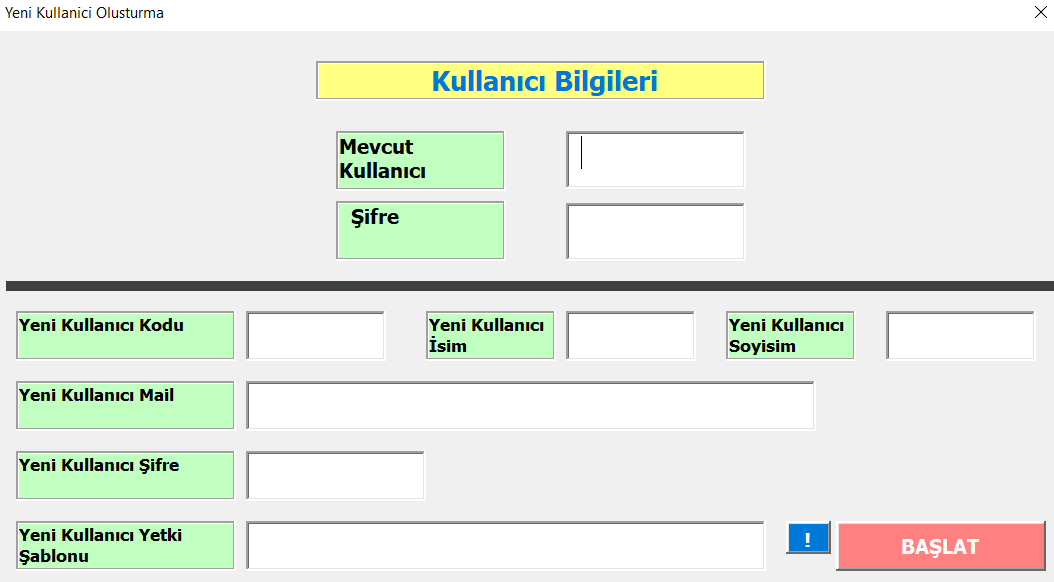 Yeni Kullanici Olusturma
Kullanıcı Bilgileri
Mevcut
Kullanıcı
Şifre
Yeni Kullanıcı Kodu
Yeni Kullanıcı
İsim
Yeni Kullanıcı
Soyisim
Yeni Kullanıcı Mail
Yeni Kullanıcı Şifre
Yeni Kullanıcı Yetki
Şablonu
!
BAŞLAT